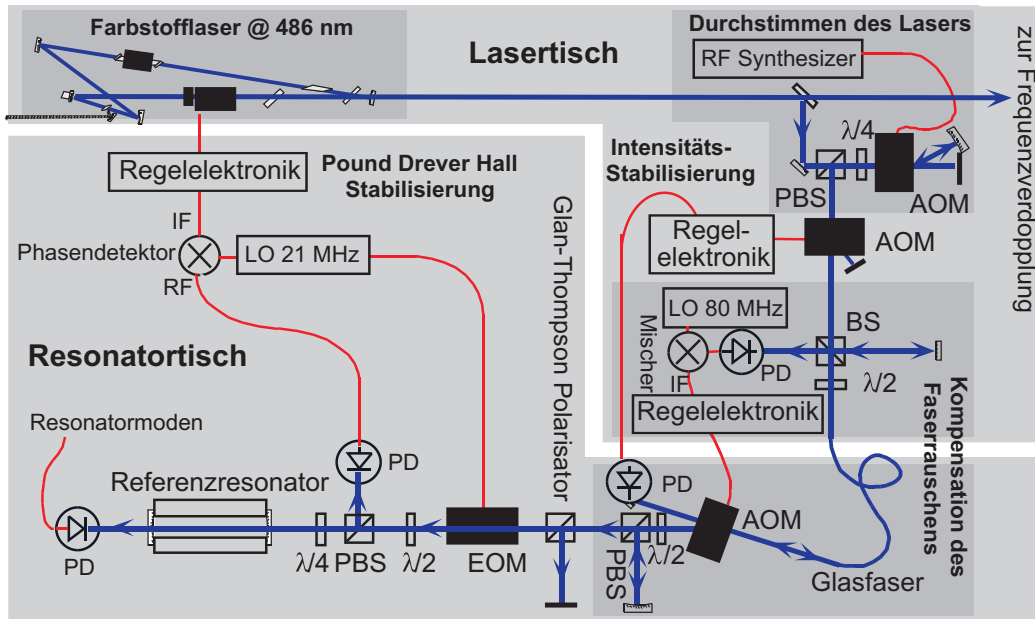 Farbstofflaser @ 486 nm
Lasertisch
Durchstimmen des Lasers
RF Synthesizer
zur Frequenzverdopplung
λ/4
PBS
AOM
Regelelektronik
Pound Drever Hall
Stabilisierung
Intensitäts-
Stabilisierung
Regel-
elektronik
AOM
IF
Phasendetektor
RF
LO 21 MHz
Glan-Thompson Polarisator
LO 80 MHz
Mischer
IF
PD
BS
λ/2
Regelelektronik
Kompensation des
Faserrauschens
Resonatortisch
Resonatormoden
PD
Referenzresonator
PD
λ/4
PBS
λ/2
EOM
PD
AOM
PBS
λ/2
Glasfaser